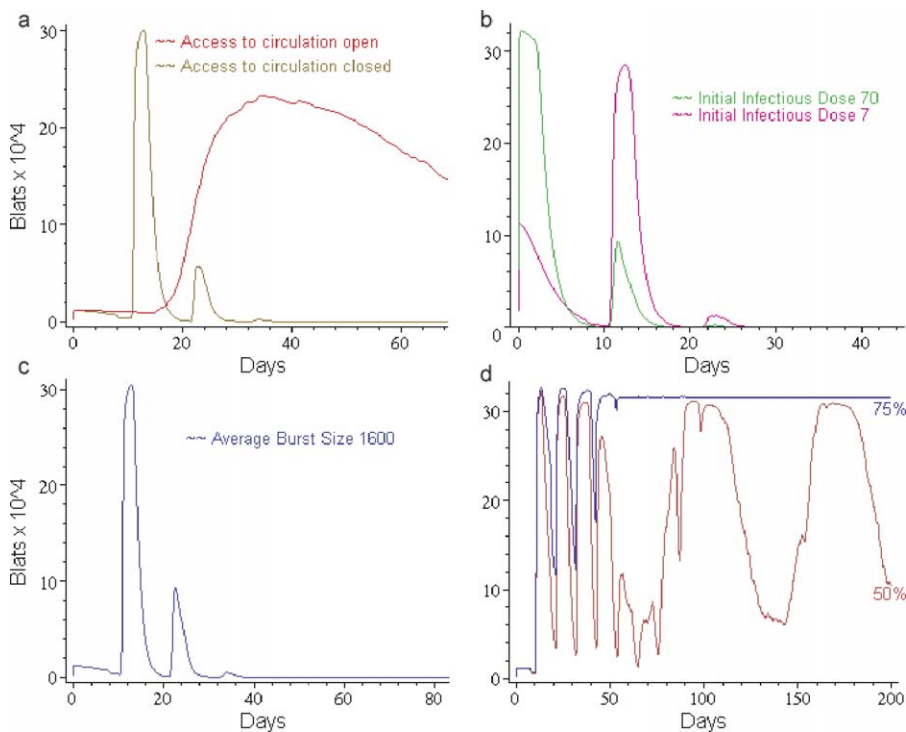 a
30
20
10
0
0
20
40
60
Blats x 10^4
Days
~~ Access to circulation open
~~ Access to circulation closed
b
30
20
10
0
0
10
20
30
40
Days
~~ Initial Infectious Dose 70
~~ Initial Infectious Dose 7
c
30
20
10
0
0
20
40
60
80
Blats x 10^4
Days
~~ Average Burst Size 1600
d
30
20
10
0
0
50
100
150
200
Days
75%
50%